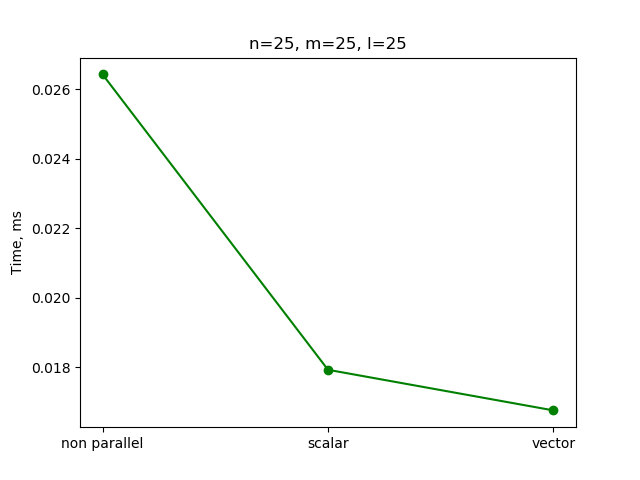 n=25, m=25, l=25
0.026
0.024
0.022
0.020
0.018
Time, ms
non parallel
scalar
vector